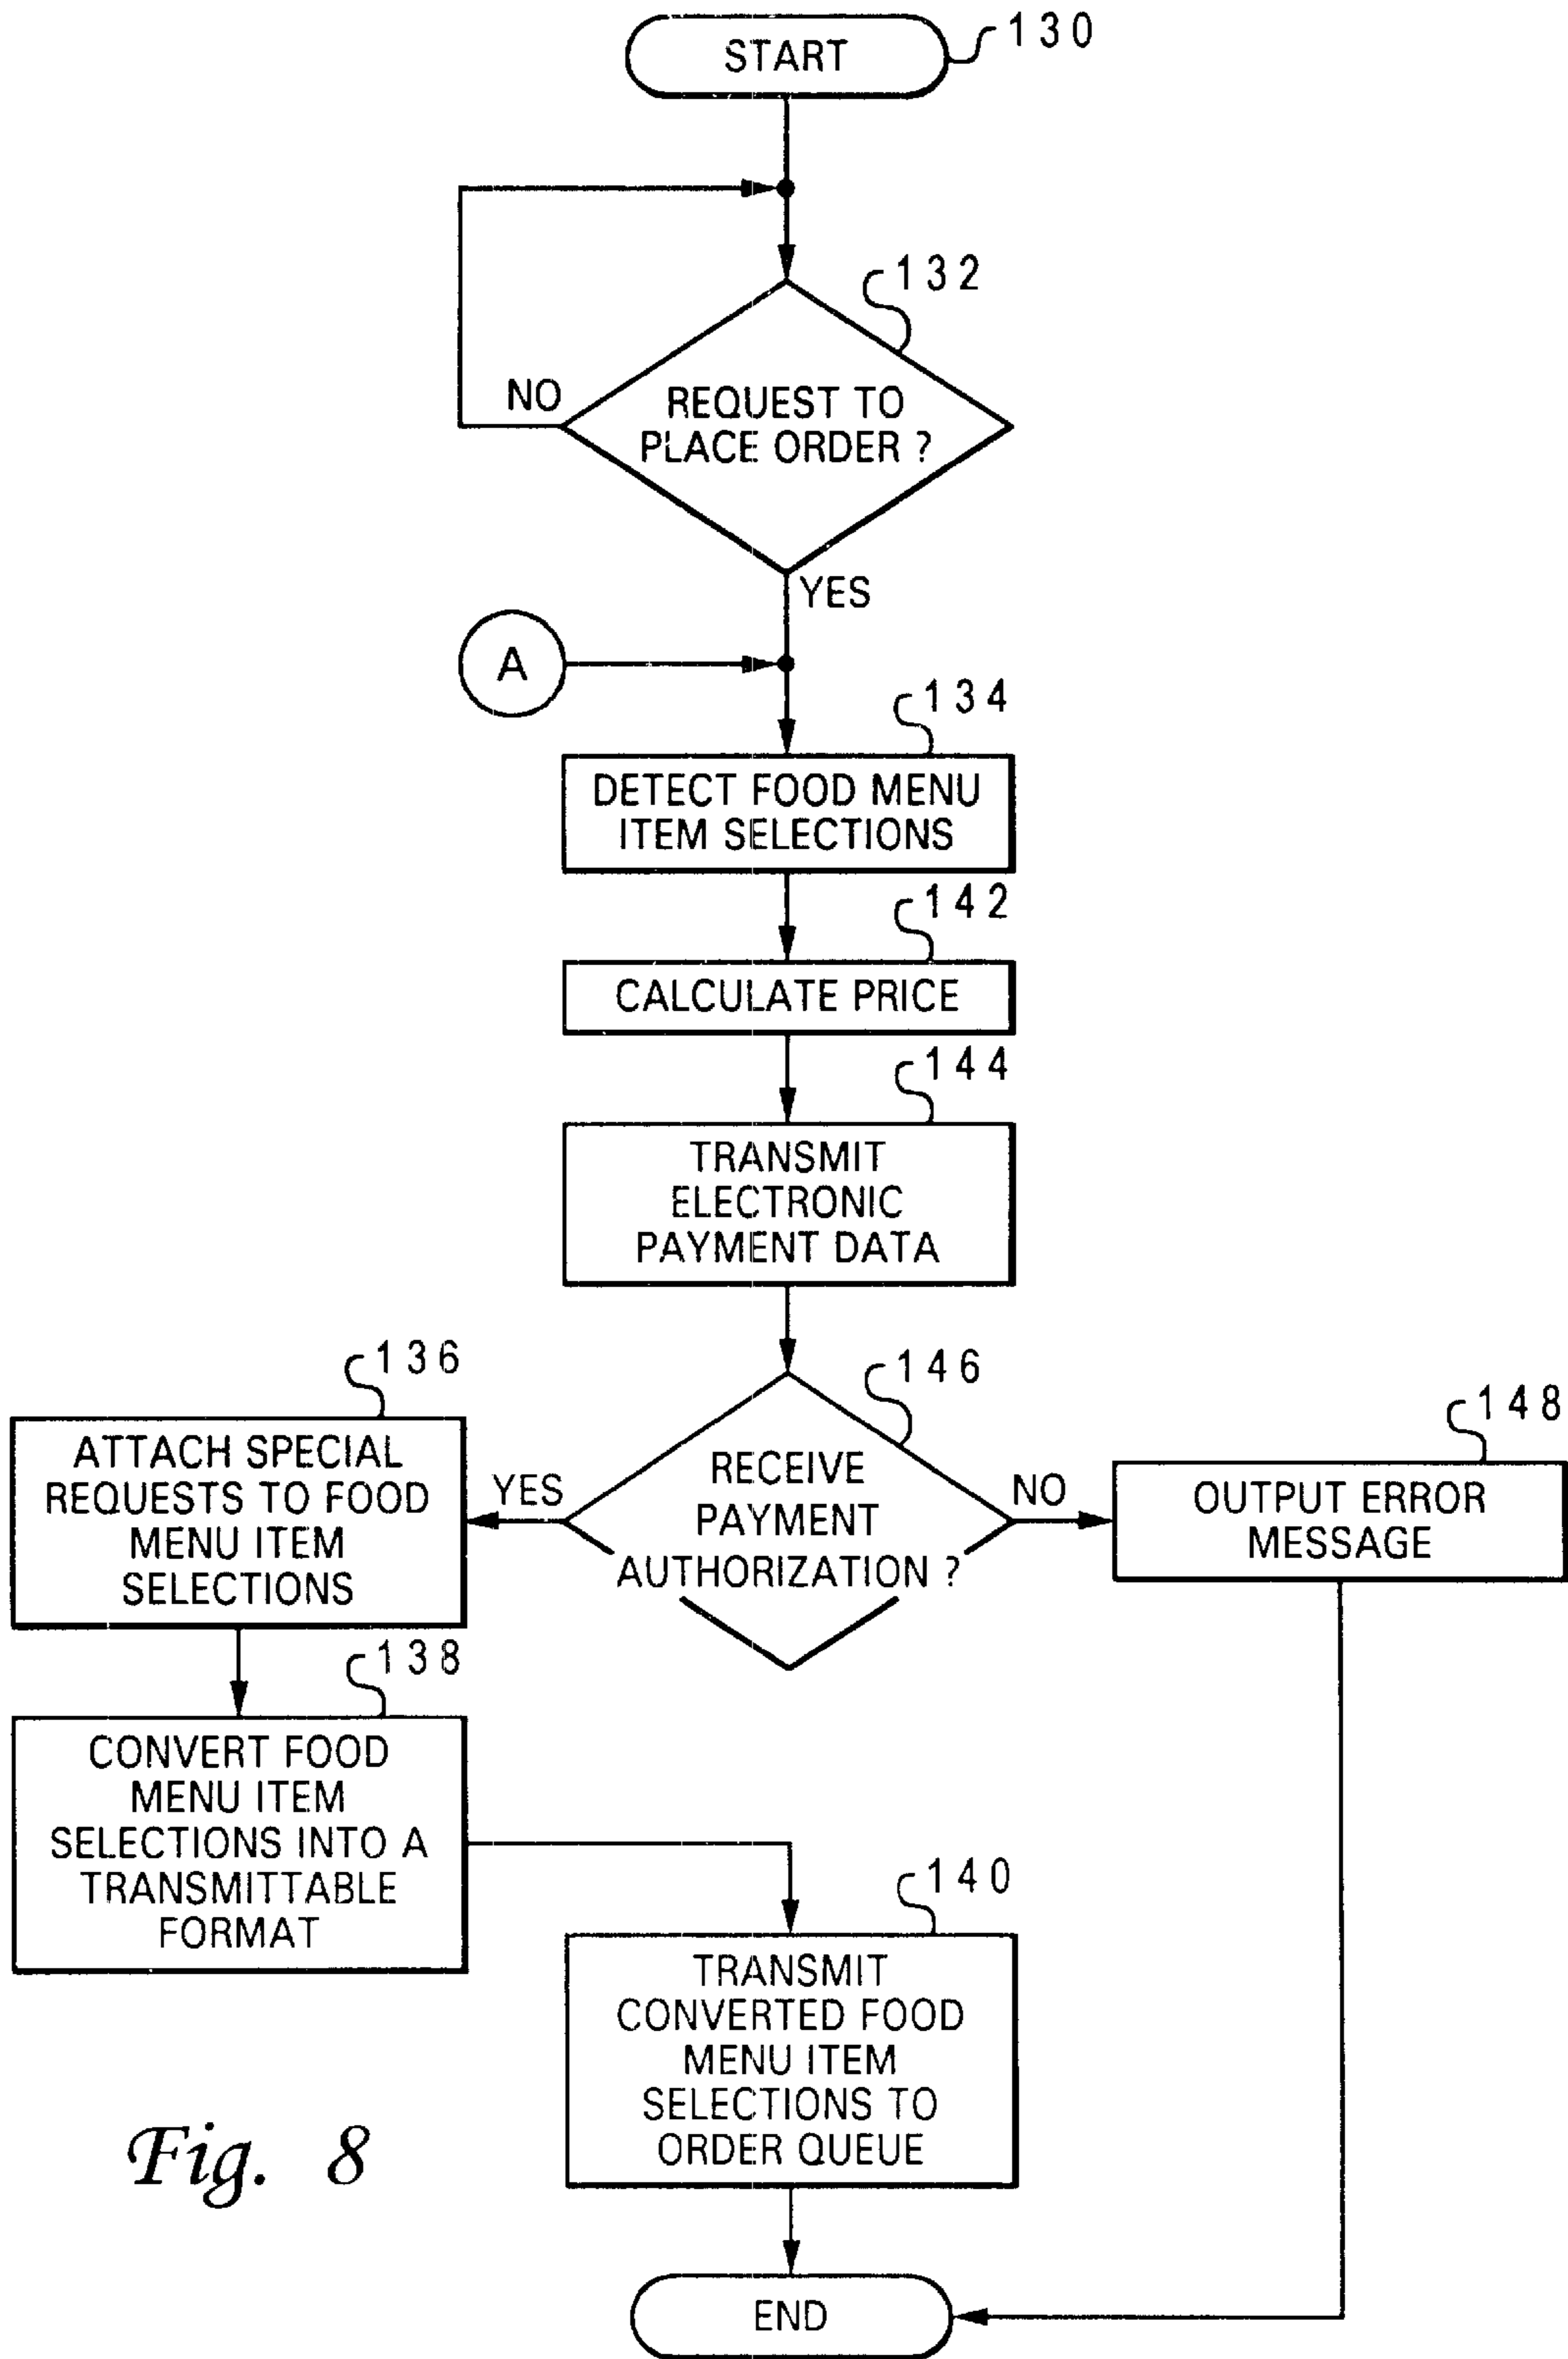 START
130
132
NO
REQUEST TO
PLACE ORDER ?
YES
A
134
DETECT FOOD MENU
ITEM SELECTIONS
142
CALCULATE PRICE
144
TRANSMIT
ELECTRONIC
PAYMENT DATA
136
146
148
ATTACH SPECIAL
REQUESTS TO FOOD
MENU ITEM
SELECTIONS
YES
RECEIVE
PAYMENT
AUTHORIZATION ?
NO
OUTPUT ERROR
MESSAGE
138
CONVERT FOOD
MENU ITEM
SELECTIONS INTO A
TRANSMITTABLE
FORMAT
140
TRANSMIT
CONVERTED FOOD
MENU ITEM
SELECTIONS TO
ORDER QUEUE
Fig. 8
END